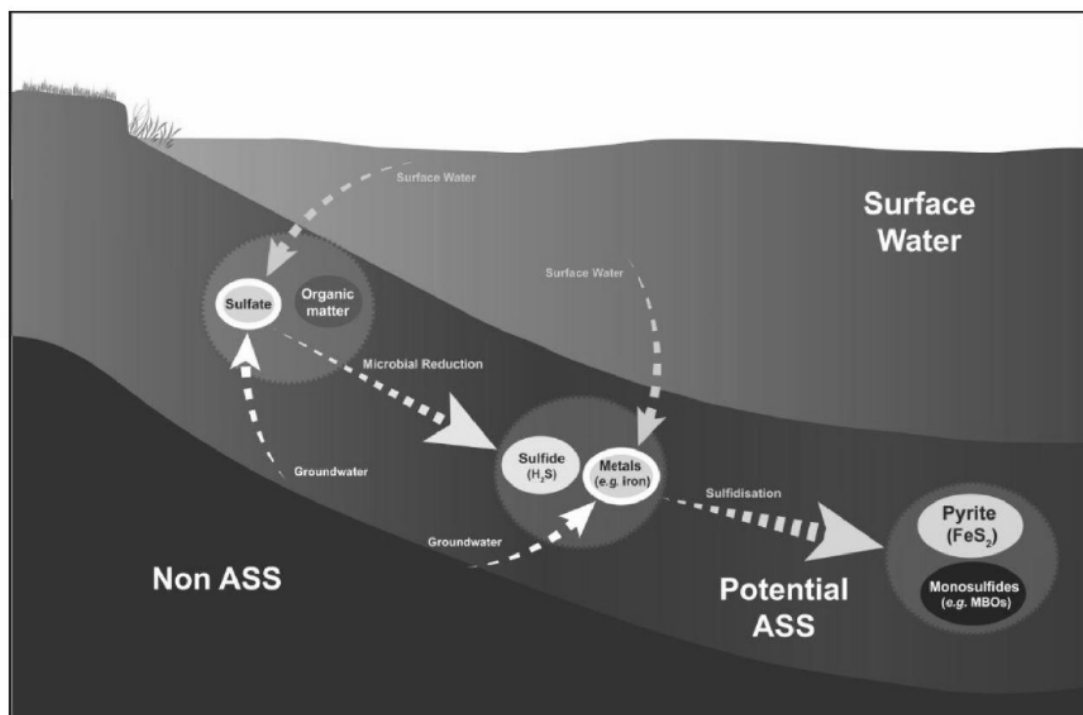 Surface Water
Surface
Water
Surface Water
Sulfate
Organic
matter
Microbial Reduction
Groundwater
Sulfide
(H₂S)
Metals
(e.g. iron)
Sulfidisation
Groundwater
Pyrite
(FeS₂)
Monosulfides
(e.g. MBOs)
Non ASS
Potential
ASS